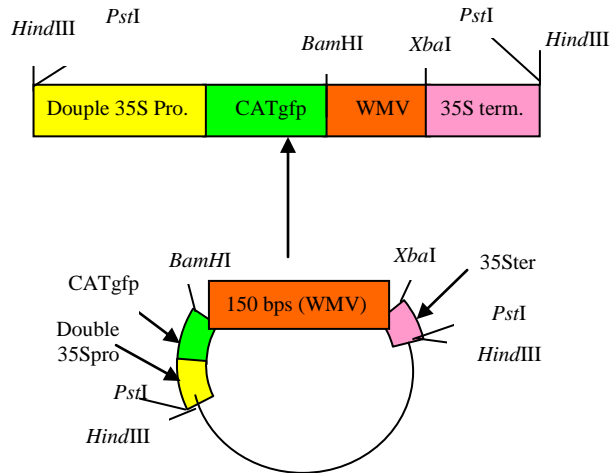 PstI
PstI
HindIII
HindIII
BamHI
XbaI
Douple 35S Pro.
CATgfp
WMV
35S term.
XbaI
35Ster
BamHI
CATgfp
150 bps (WMV)
PstI
Double
35Spro
HindIII
PstI
HindIII